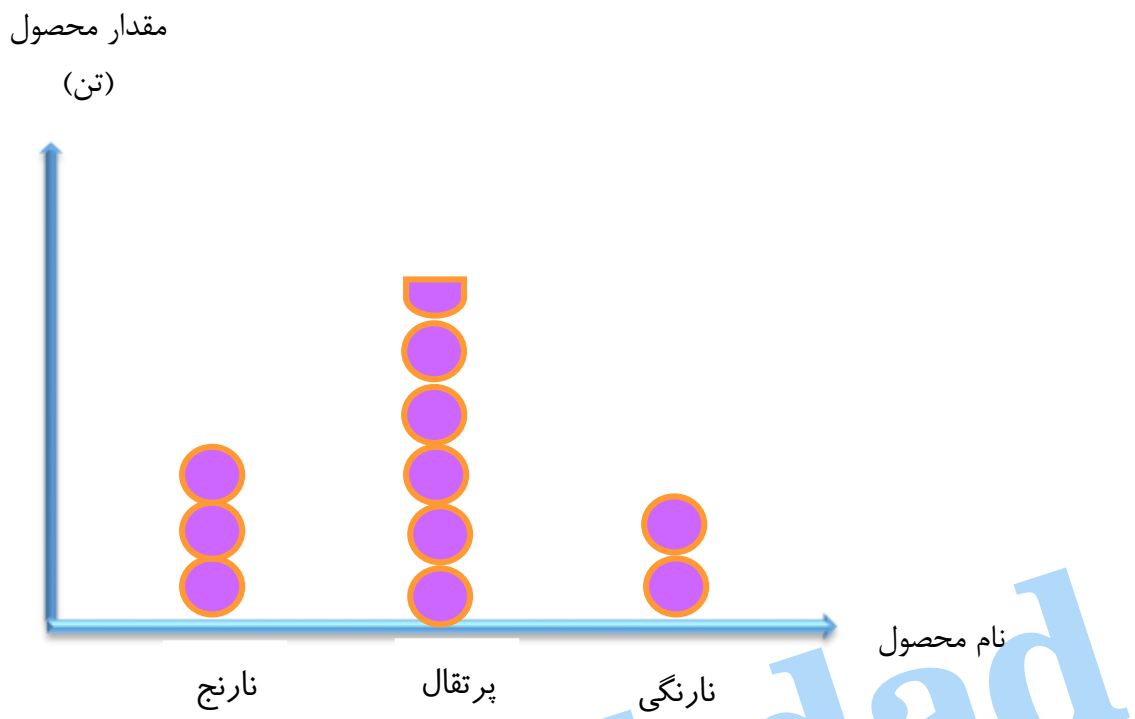 مقدار محصول
(تن)
نام محصول
نارنج
پرتقال
نارنگی